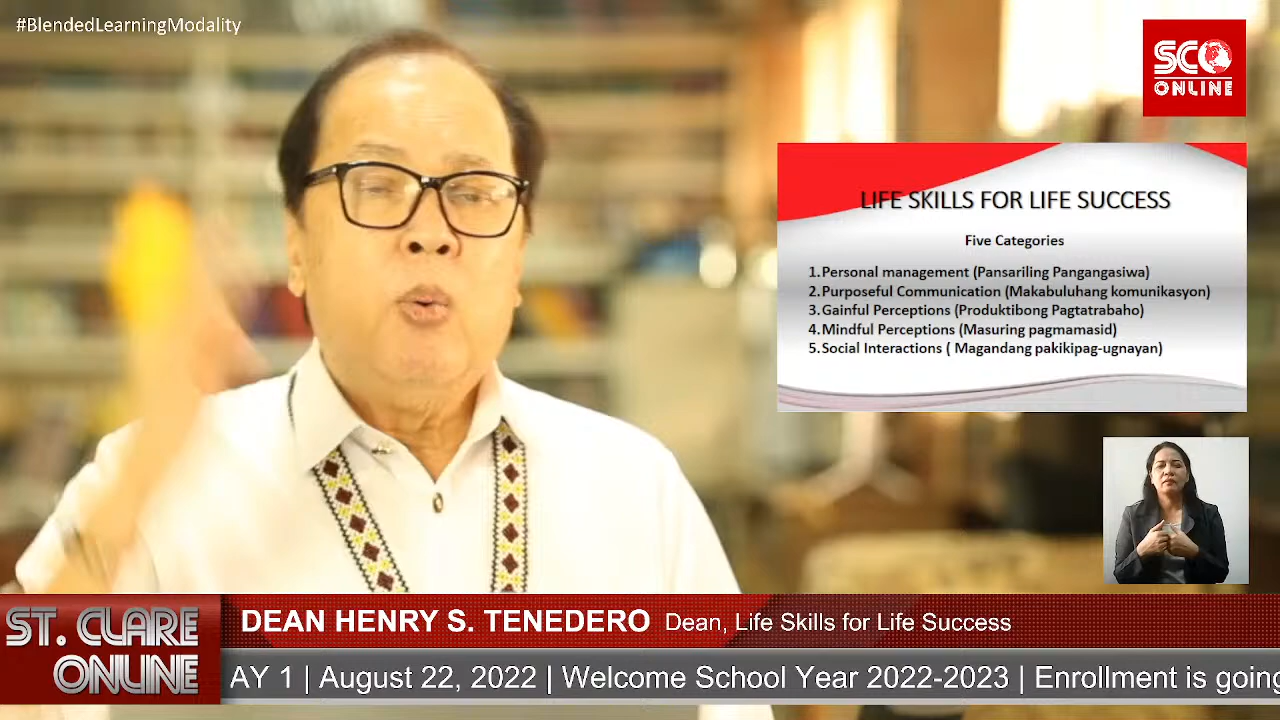 #BlendedLearningModality
SCO
ONLINE
LIFE SKILLS FOR LIFE SUCCESS
Five Categories
1.Personal management (Pansariling Pangangasiwa)
2.Purposeful Communication (Makabuluhang komunikasyon)
3.Gainful Perceptions (Produktibong Pagtatrabaho)
4.Mindful Perceptions (Masuring pagmamasid)
5.Social Interactions ( Magandang pakikipag-ugnayan)
ST. CLARE
ONLINE
DEAN HENRY S. TENEDERO Dean, Life Skills for Life Success
AY 1 | August 22, 2022 | Welcome School Year 2022-2023 | Enrollment is going